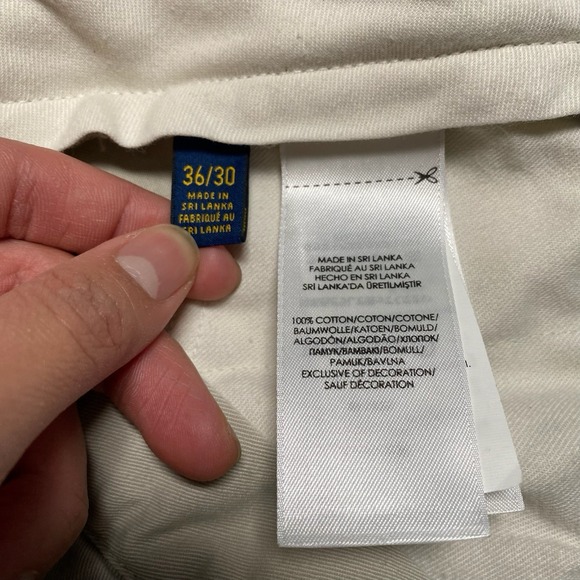 36/30
MADE IN
SRI LANKA
FABRIQUÉ AU
SRI LANKA
MADE IN SRI LANKA
FABRIQUÉ AU SRI LANKA
HECHO EN SRI LANKA
SRİ LANKA'DA ÜRETİLMİŞTİR
100% COTTON/COTON/COTONE/
BAUMWOLLE/KATOEN/BOMULD/
ALGODÓN/ALGODÃO/ХЛОПОК/
ПАМУК/ΒΑΜΒΑΚΙ/BOMULL/
PAMUK/BAVLNA
EXCLUSIVE OF DECORATION/
SAUF DÉCORATION